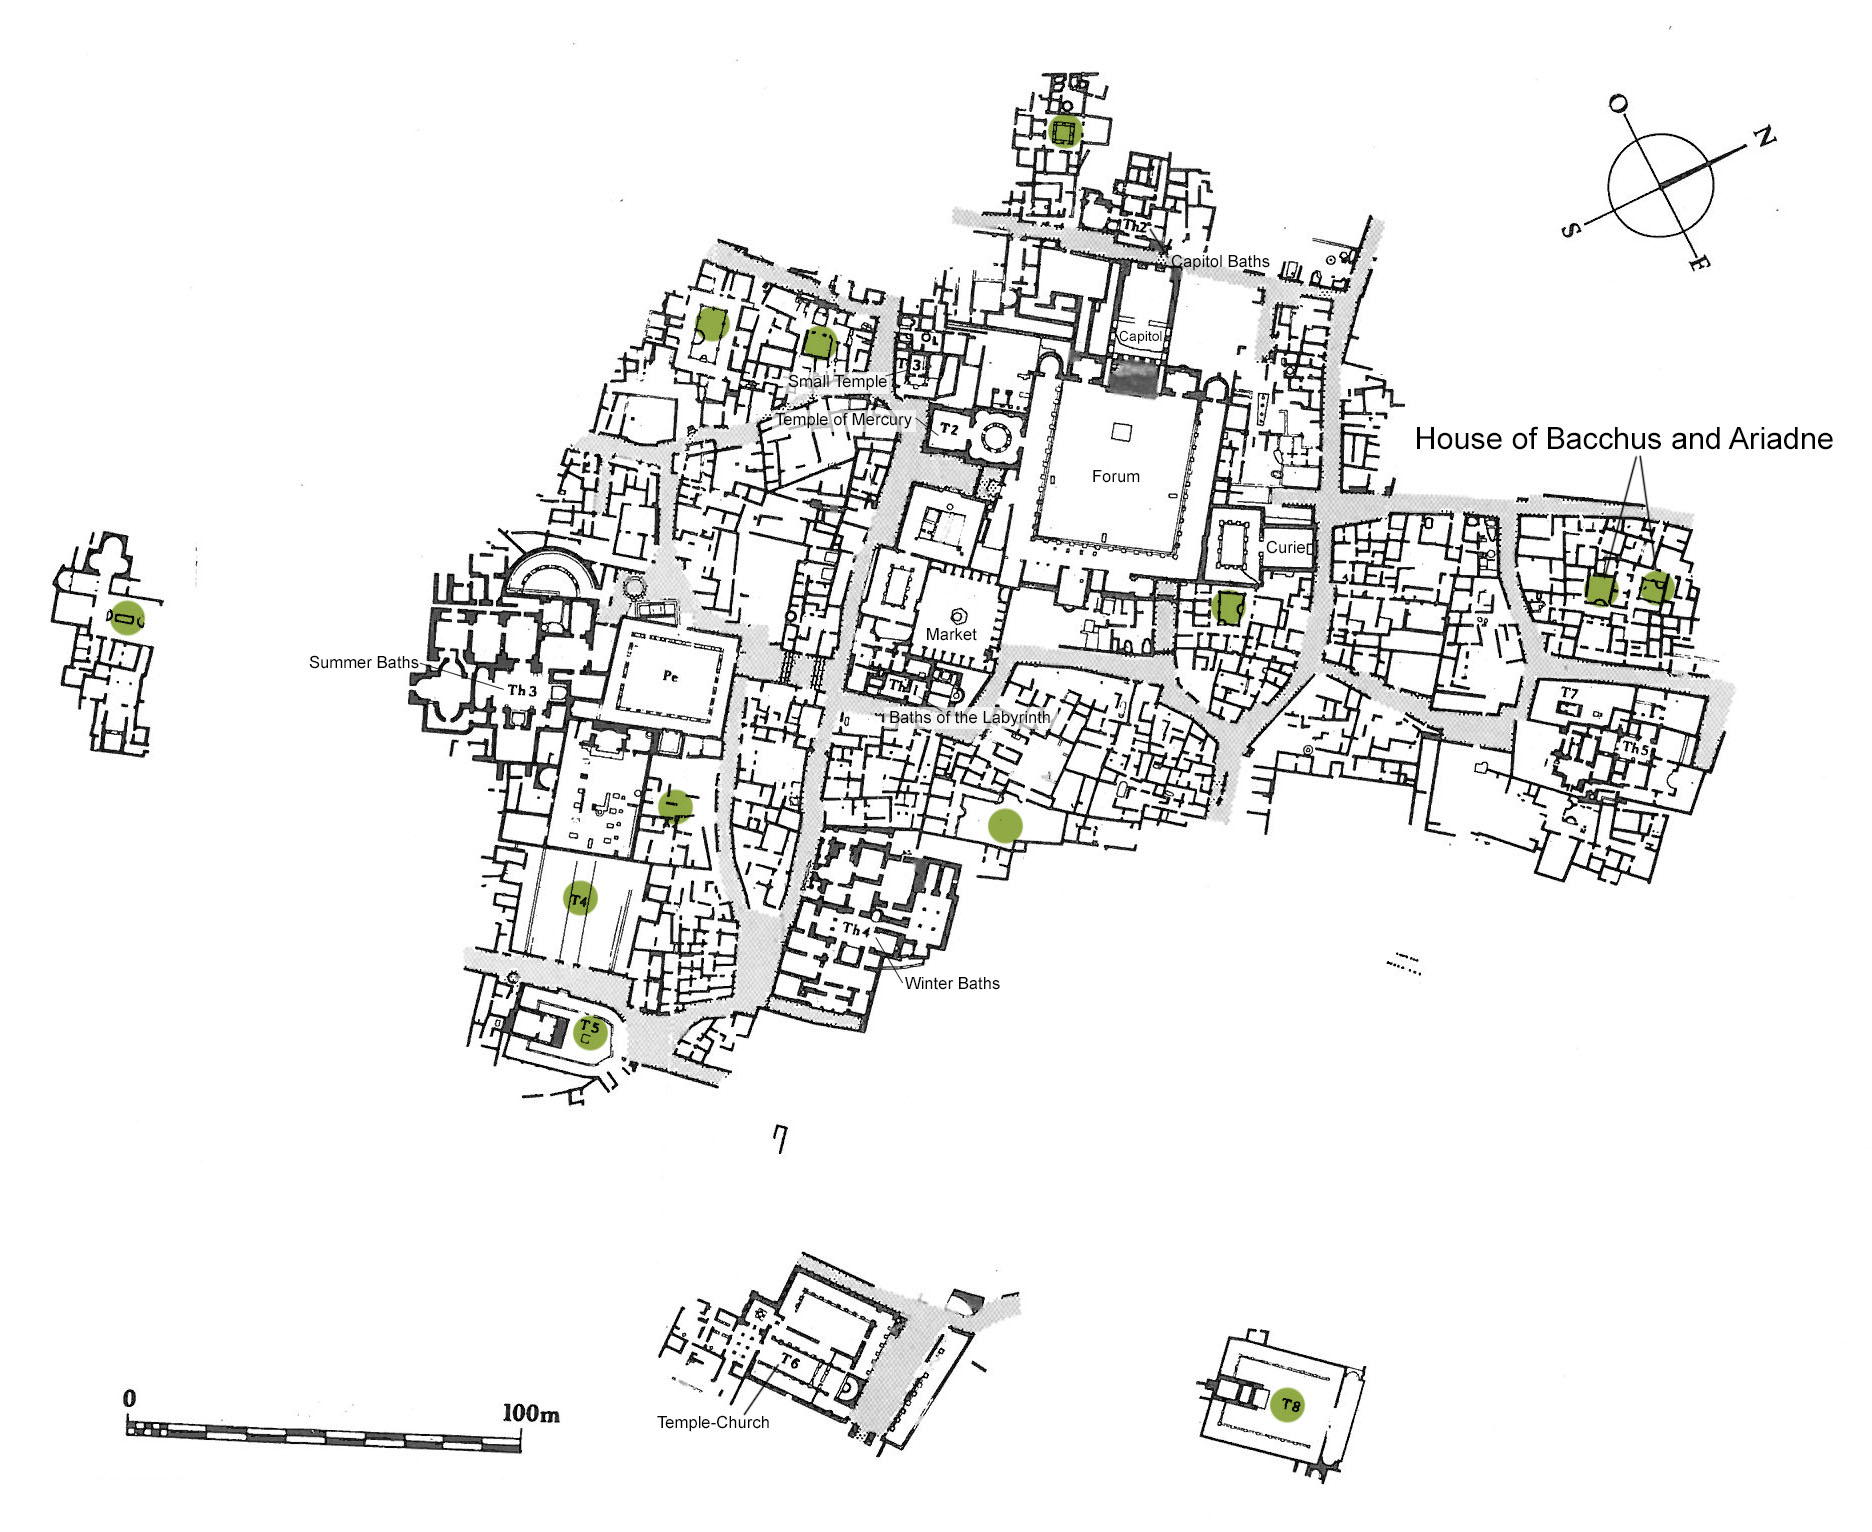 O
N
S
E
Th2
Capitol Baths
Capitol
T3
Small Temple
Temple of Mercury
T2
Forum
House of Bacchus and Ariadne
Curie
Market
Summer Baths
Th3
Pe
Th1
Baths of the Labyrinth
T7
Th5
T4
Th4
Winter Baths
T5
T6
Temple-Church
T8
0
100m